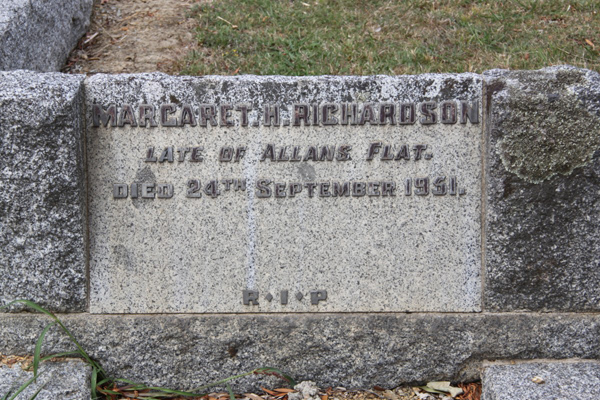 MARGARET. H. RICHARDSON
LATE OF ALLANS FLAT.
DIED 24TH SEPTEMBER 1951.
R·I·P